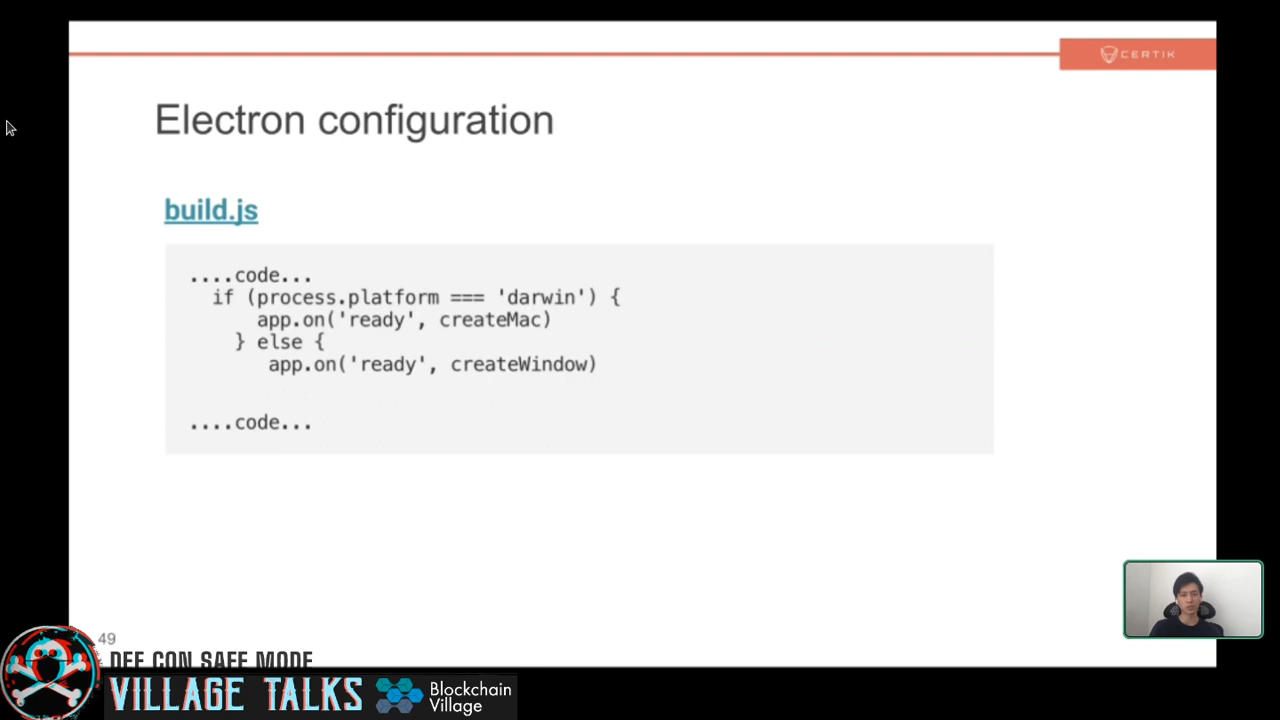 CERTIK
Electron configuration
build.js
....code...
if (process.platform === 'darwin') {
app.on('ready', createMac)
} else {
app.on('ready', createWindow)
....code...
49
DEF CON SAFE MODE
VILLAGE TALKS
Blockchain
Village